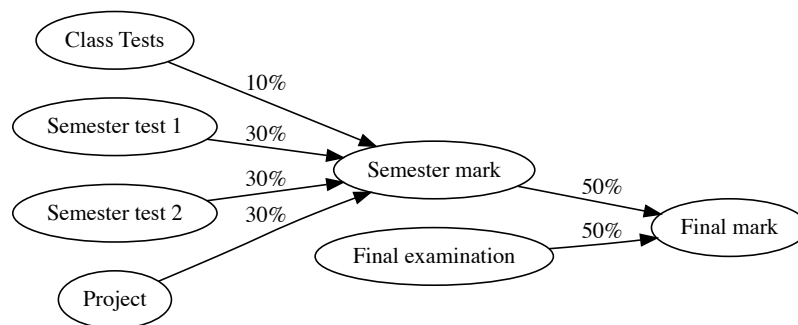 Class Tests
10%
Semester test 1
30%
Semester mark
Semester test 2
30%
50%
30%
Final mark
Final examination
50%
Project